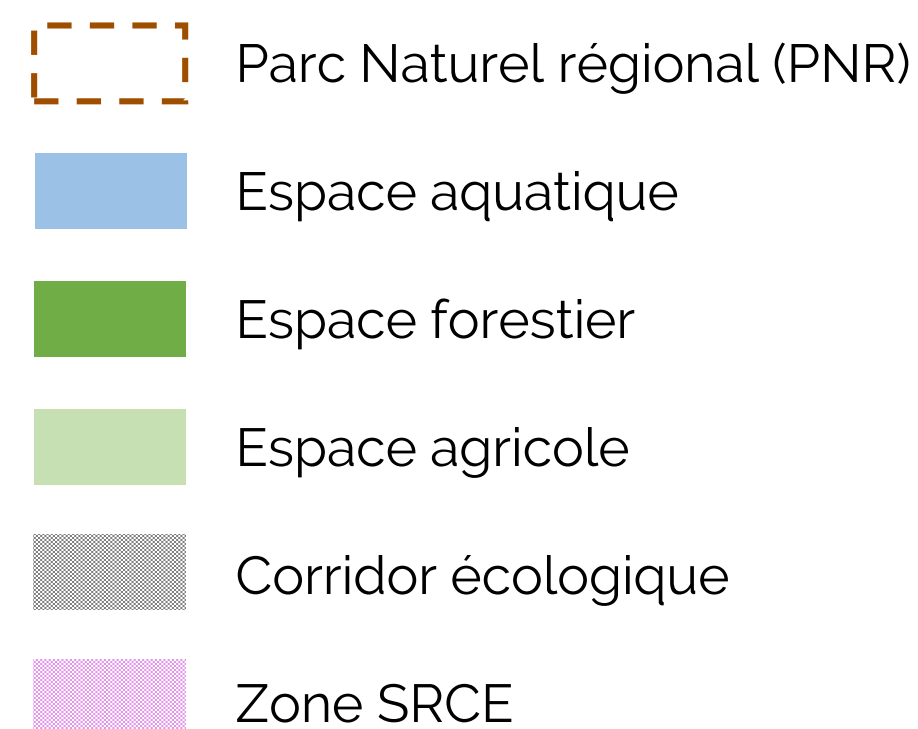 Parc Naturel régional (PNR)
Espace aquatique
Espace forestier
Espace agricole
Corridor écologique
Zone SRCE